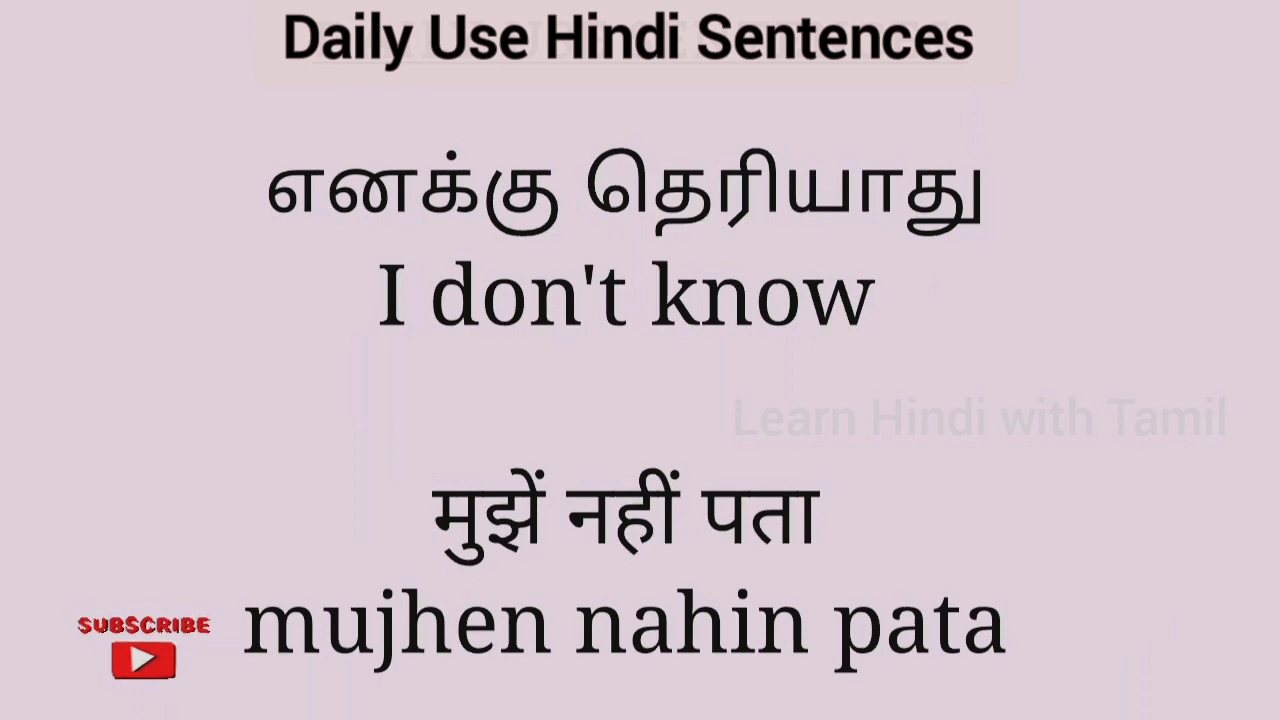 Daily Use Hindi Sentences
எனக்கு தெரியாது
I don't know
Learn Hindi with Tamil
मुझें नहीं पता
mujhen nahin pata
SUBSCRIBE